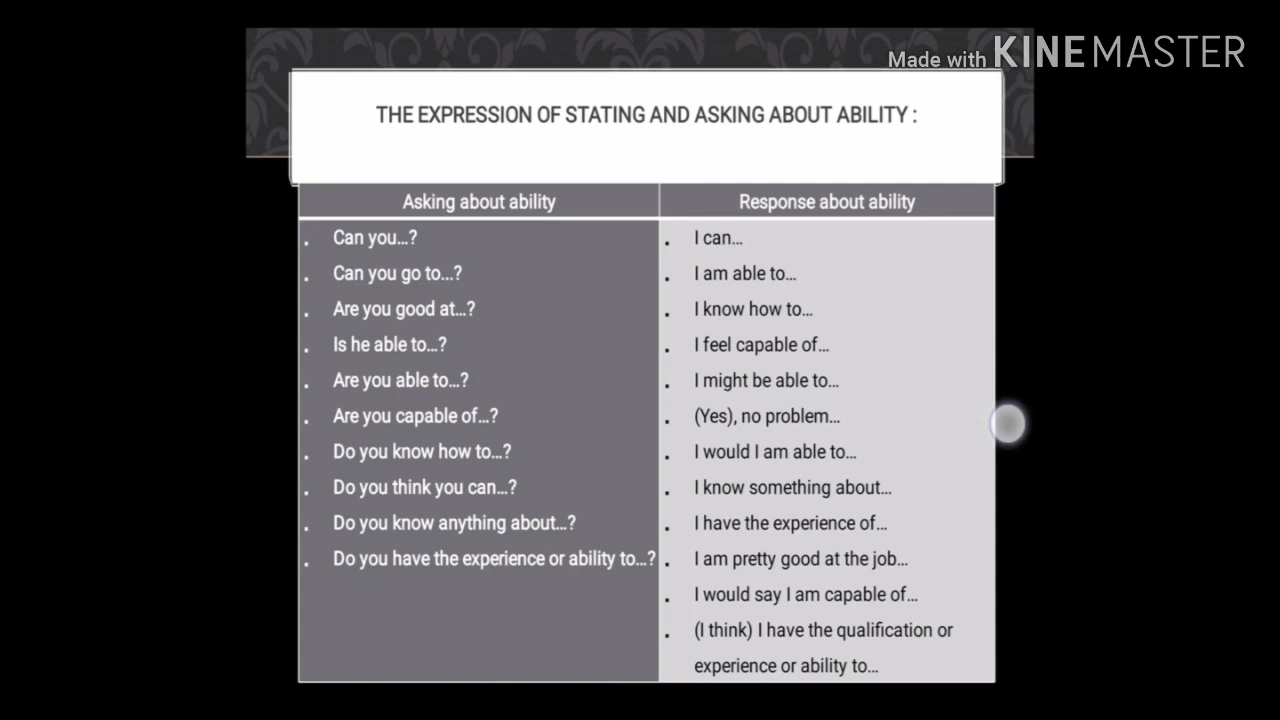 Made with KINEMASTER
THE EXPRESSION OF STATING AND ASKING ABOUT ABILITY :
Asking about ability
Can you...?
Can you go to...?
Are you good at...?
Is he able to...?
Are you able to...?
Are you capable of...?
Do you know how to...?
Do you think you can...?
Do you know anything about...?
Do you have the experience or ability to...?
Response about ability
I can...
I am able to...
I know how to...
I feel capable of...
I might be able to...
(Yes), no problem...
I would I am able to...
I know something about...
I have the experience of...
I am pretty good at the job...
I would say I am capable of...
(I think) I have the qualification or
experience or ability to...